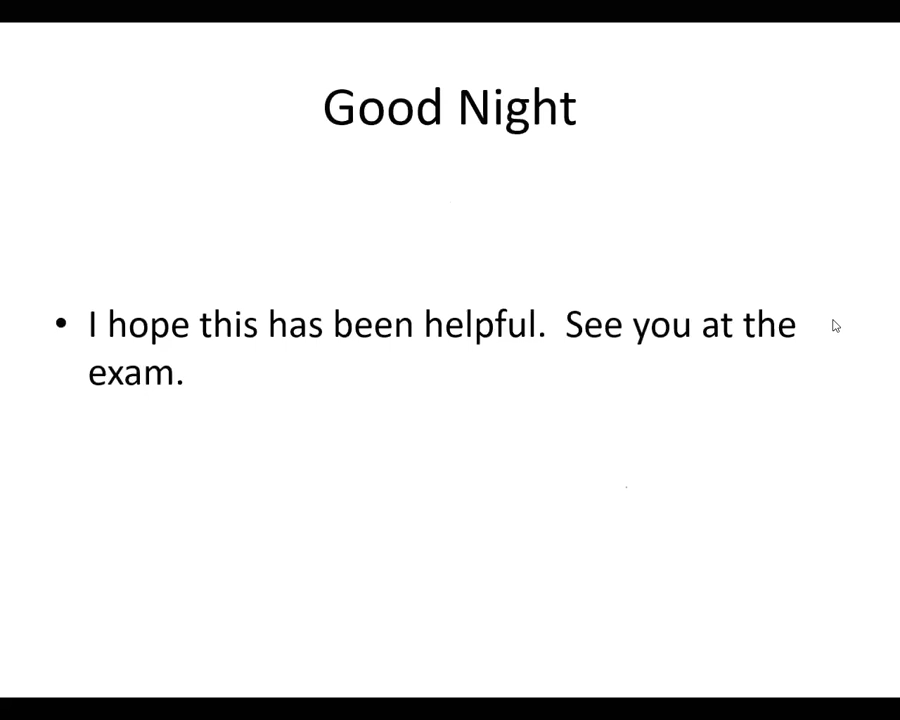 Good Night
• I hope this has been helpful.  See you at the
exam.